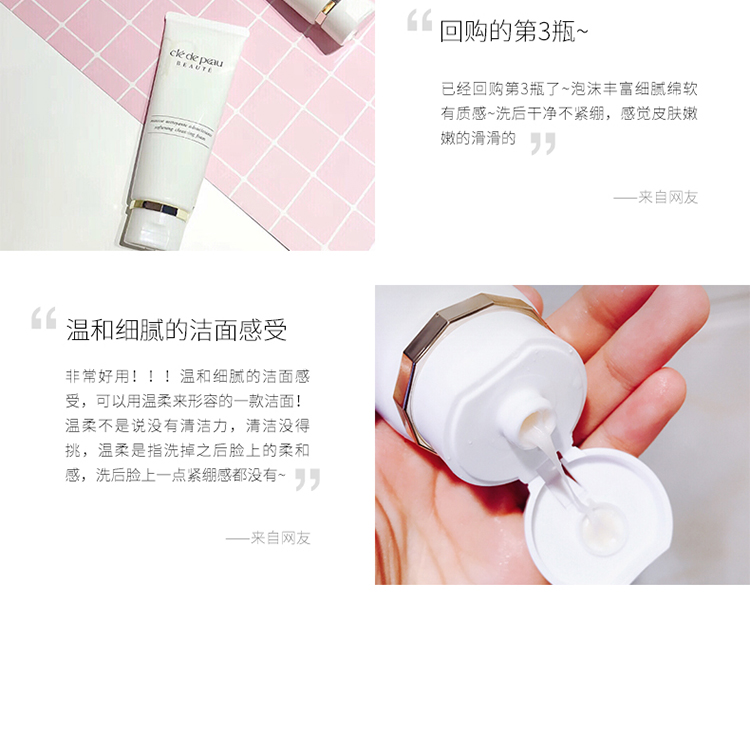 clé de peau
BEAUTÉ
softening cleansing foam
回购的第3瓶~
已经回购第3瓶了~泡沫丰富细腻绵软
有质感~洗后干净不紧绷，感觉皮肤嫩
嫩的滑滑的
——来自网友
温和细腻的洁面感受
非常好用！！！温和细腻的洁面感
受，可以用温柔来形容的一款洁面！
温柔不是说没有清洁力，清洁没得
挑，温柔是指洗掉之后脸上的柔和
感，洗后脸上一点紧绷感都没有~
——来自网友